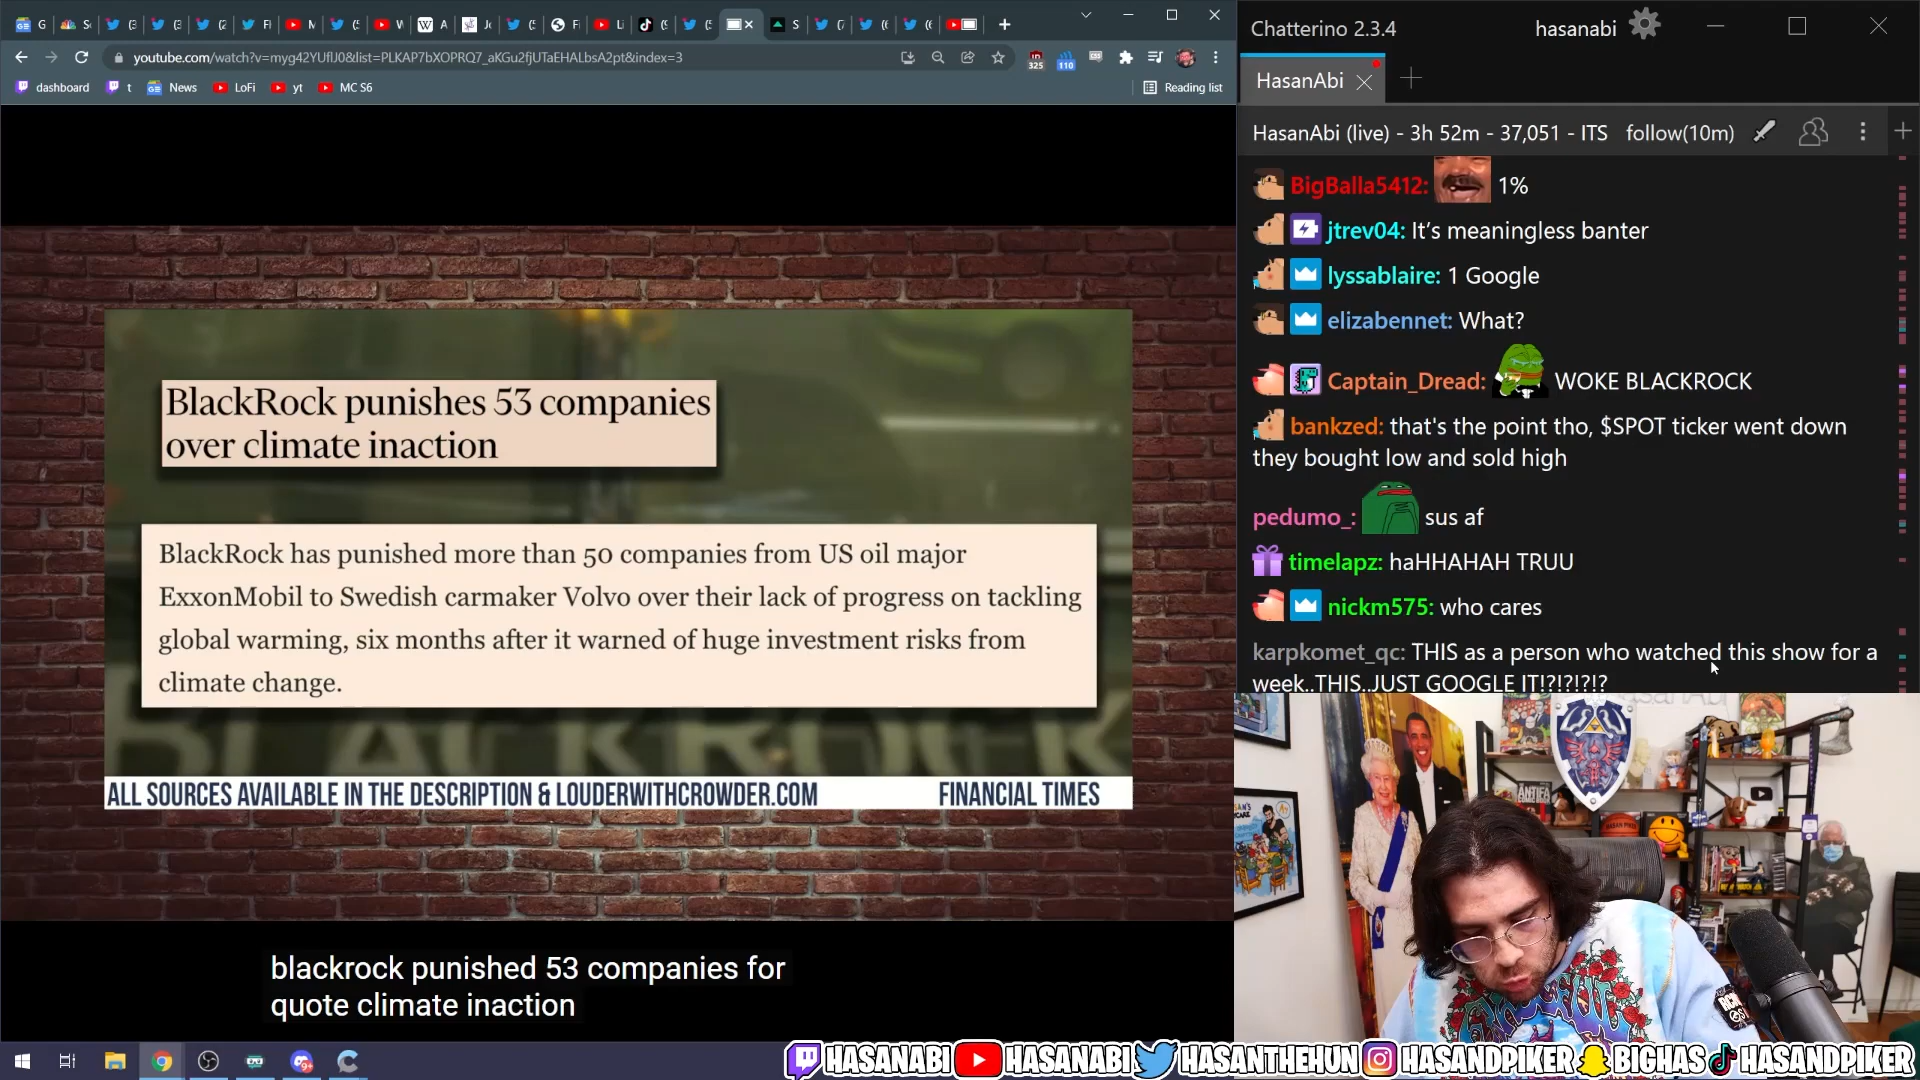 youtube.com/watch?v=myg42YUflJ0&list=PLKAP7bXOPRQ7_aKGu2fjUTaEHALbsA2pt&index=3
325
110
dashboard
t
News
LoFi
yt
MC S6
Reading list
BlackRock punishes 53 companies
over climate inaction
BlackRock has punished more than 50 companies from US oil major
ExxonMobil to Swedish carmaker Volvo over their lack of progress on tackling
global warming, six months after it warned of huge investment risks from
climate change.
BLACKROCK
ALL SOURCES AVAILABLE IN THE DESCRIPTION & LOUDERWITHCROWDER.COM
FINANCIAL TIMES
blackrock punished 53 companies for
quote climate inaction
Chatterino 2.3.4
hasanabi
HasanAbi
HasanAbi (live) - 3h 52m - 37,051 - ITS
follow(10m)
BigBalla5412: 1%
jtrev04: It’s meaningless banter
lyssablaire: 1 Google
elizabennet: What?
Captain_Dread: WOKE BLACKROCK
bankzed: that's the point tho, $SPOT ticker went down
they bought low and sold high
pedumo_: sus af
timelapz: haHHAHAH TRUU
nickm575: who cares
karpkomet_qc: THIS as a person who watched this show for a
week..THIS..JUST GOOGLE IT!?!?!?!?
ANTIFA
HASANABI
HASANABI
HASANTHEHUN
HASANDPIKER
BIGHAS
HASANDPIKER